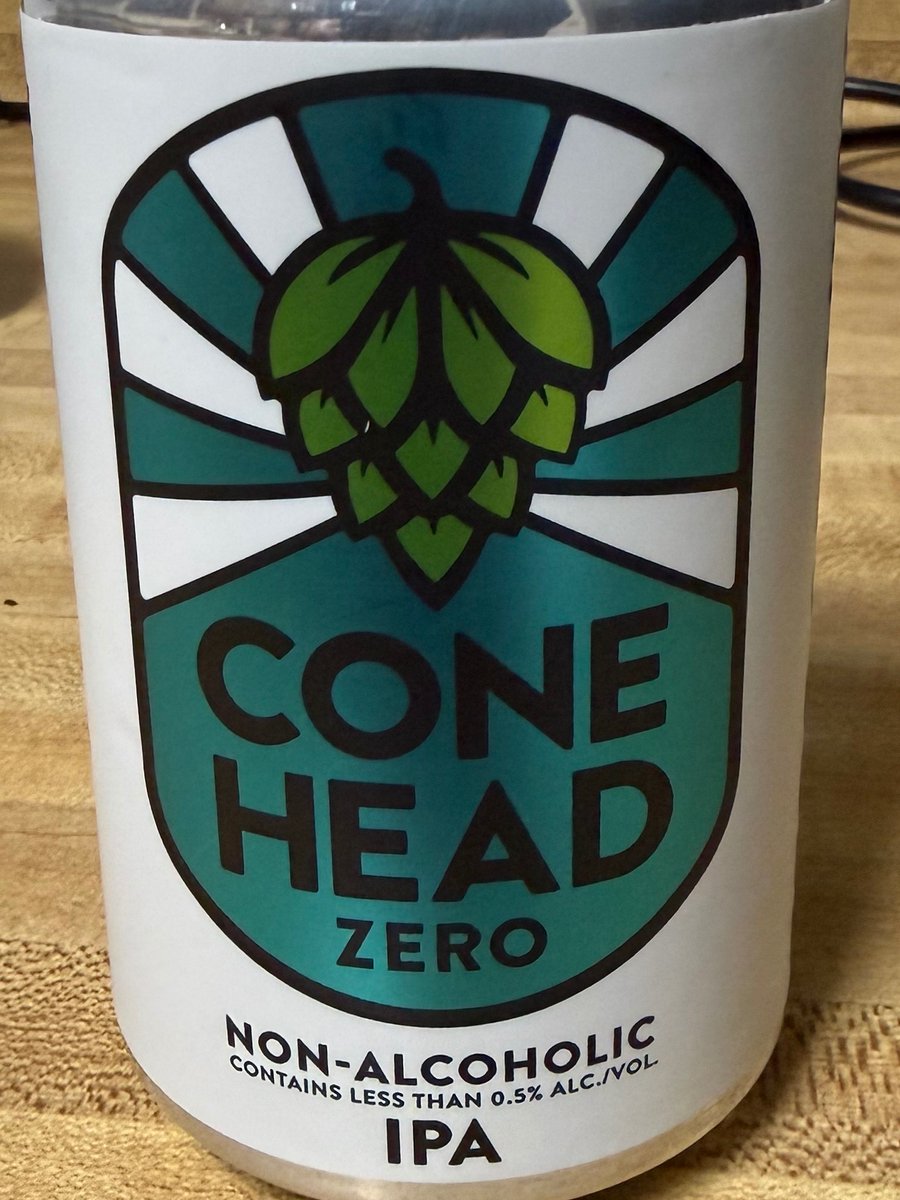 CONE
HEAD
ZERO
NON-ALCOHOLIC
CONTAINS LESS THAN 0.5% ALC./VOL.
IPA